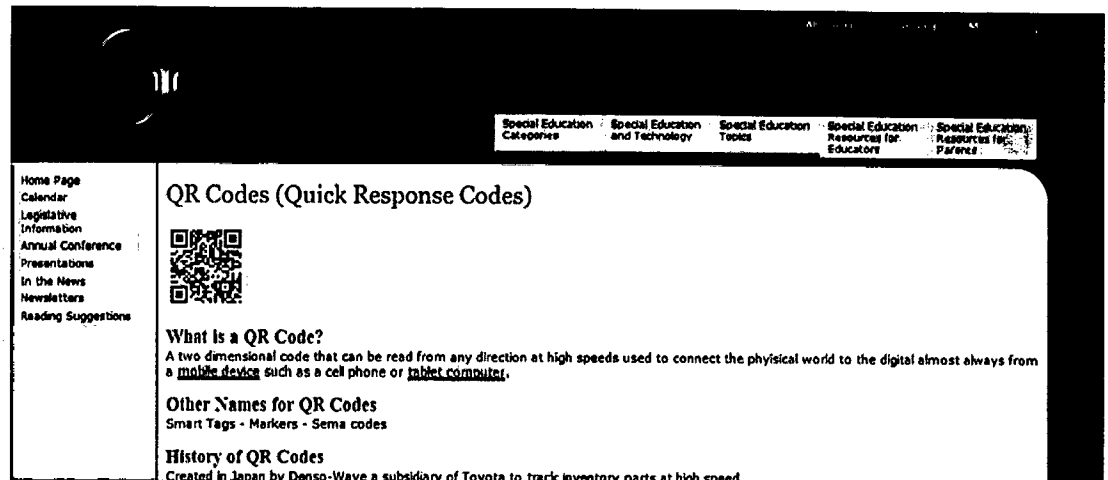 Special Education Categories
Special Education and Technology
Special Education Topics
Special Education Resources for Educators
Special Education Resources for Parents
Home Page
Calendar
Legislative
Information
Annual Conference
Presentations
In the News
Newsletters
Reading Suggestions
QR Codes (Quick Response Codes)
What is a QR Code?
A two dimensional code that can be read from any direction at high speeds used to connect the phyisical world to the digital almost always from
a mobile device such as a cell phone or tablet computer.
Other Names for QR Codes
Smart Tags - Markers - Sema codes
History of QR Codes
Created in Japan by Denso-Wave a subsidiary of Toyota to track inventory parts at high speed